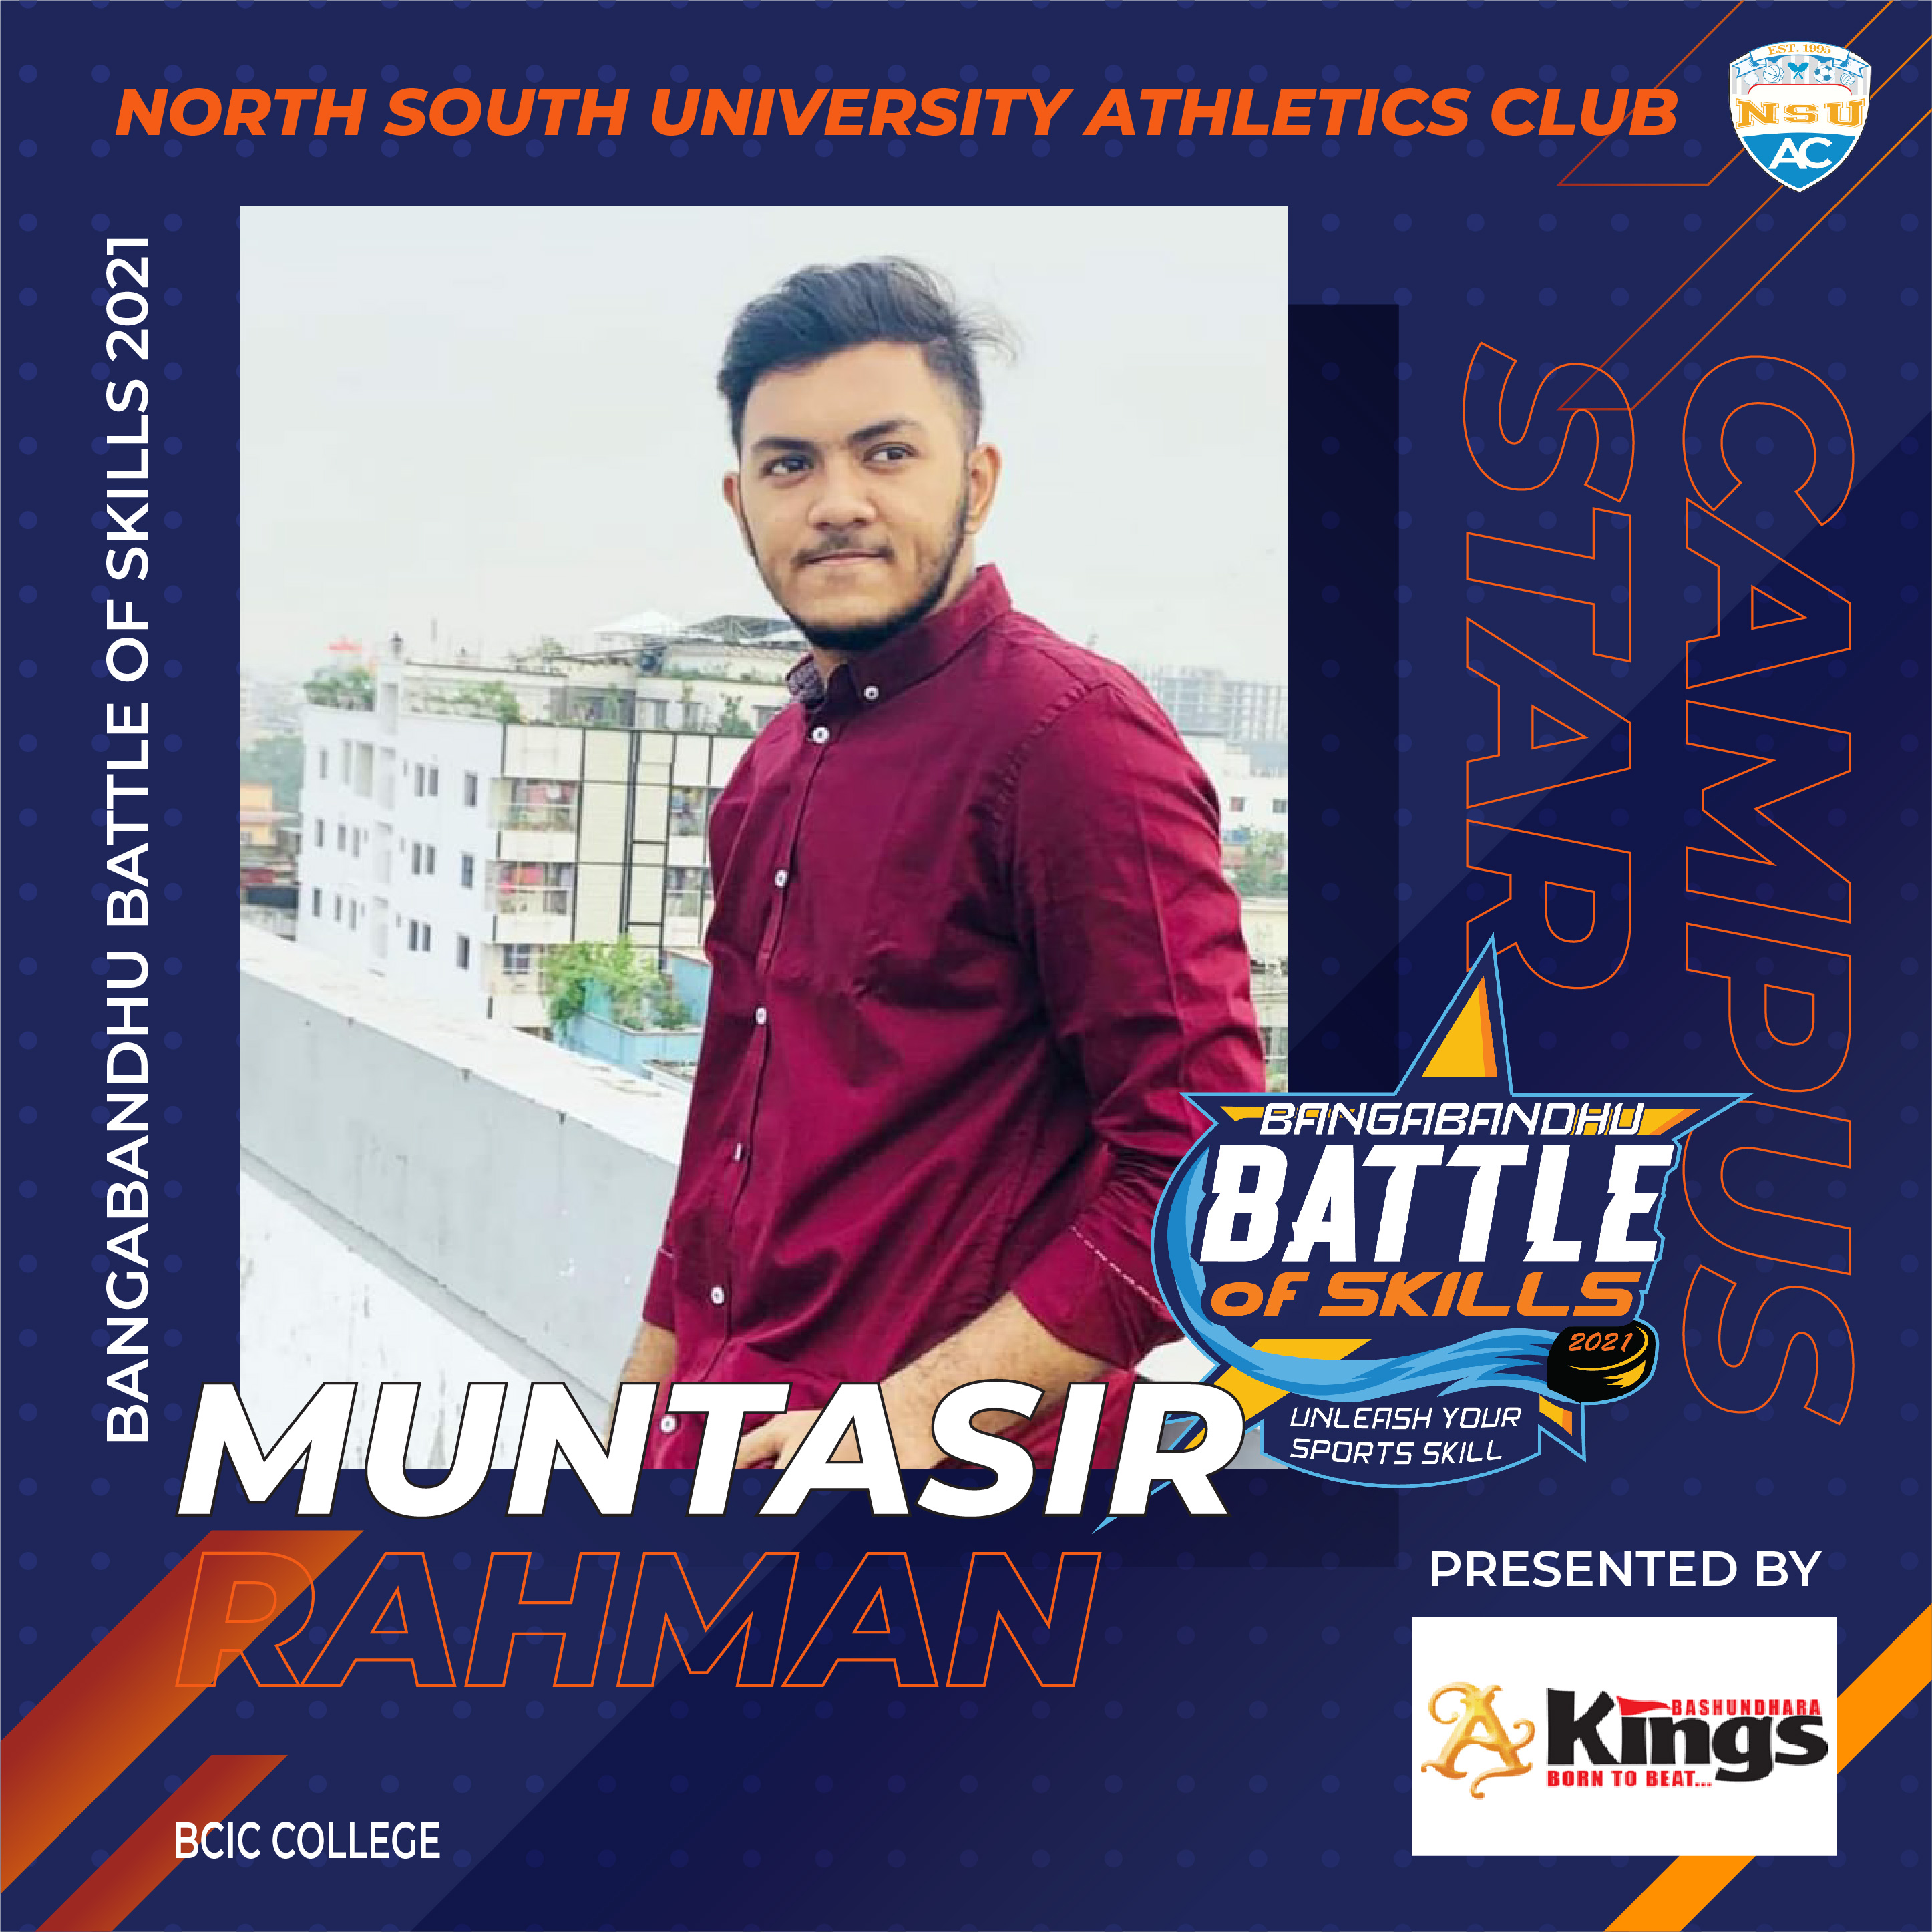 NORTH SOUTH UNIVERSITY ATHLETICS CLUB
EST. 1995
NSU
AC
BANGABANDHU BATTLE OF SKILLS 2021
CAMPUS
STAR
BANGABANDHU
BATTLE
OF SKILLS
2021
UNLEASH YOUR
SPORTS SKILL
MUNTASIR
RAHMAN
BCIC COLLEGE
PRESENTED BY
A
BASHUNDHARA
Kings
BORN TO BEAT...